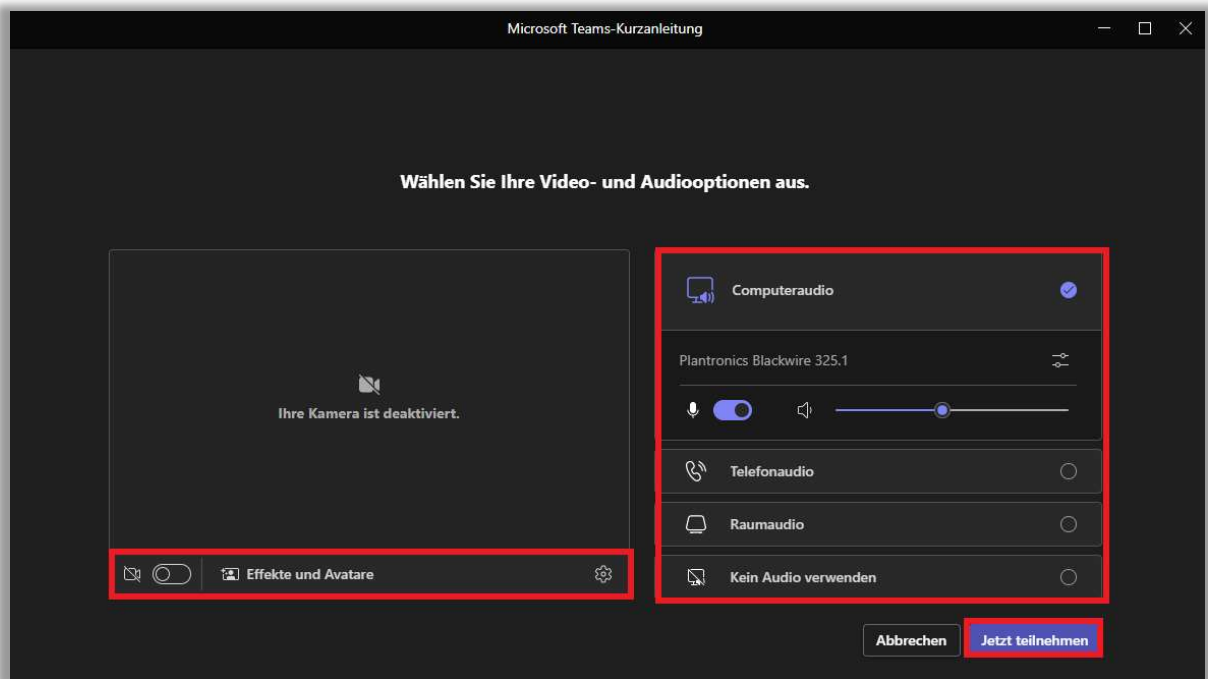 Microsoft Teams-Kurzanleitung
Wählen Sie Ihre Video- und Audiooptionen aus.
Ihre Kamera ist deaktiviert.
Effekte und Avatare
Computeraudio
Plantronics Blackwire 325.1
Telefonaudio
Raumaudio
Kein Audio verwenden
Abbrechen
Jetzt teilnehmen